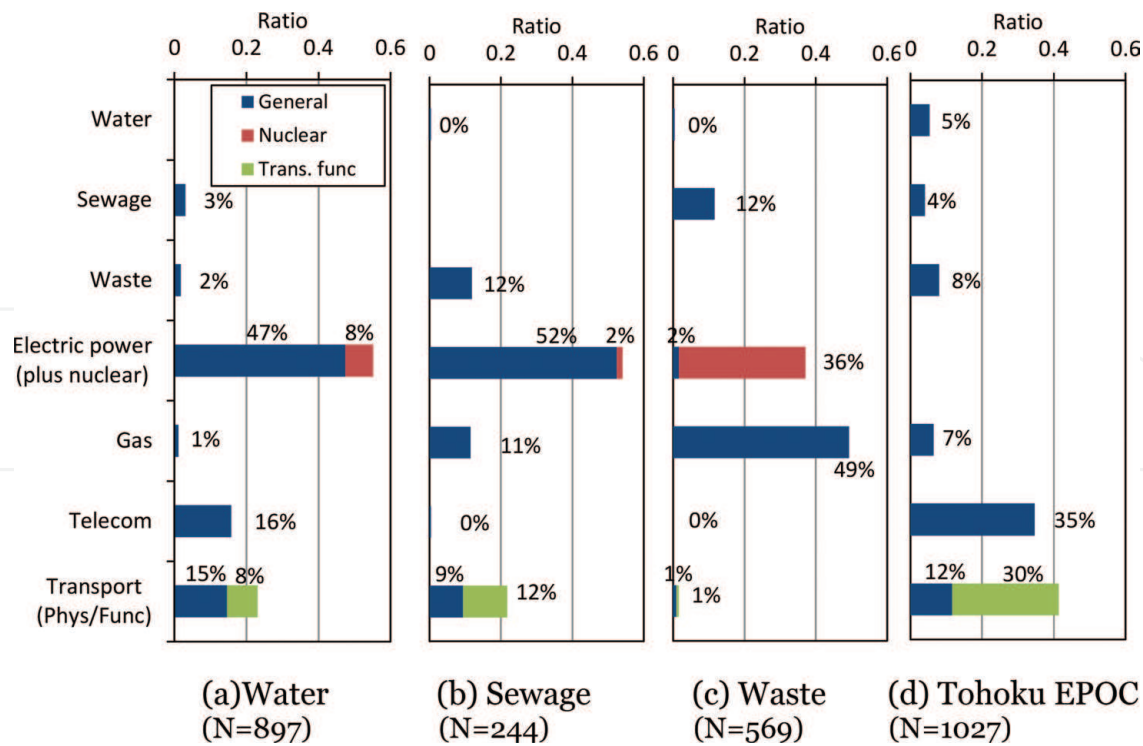 Ratio Ratio Ratio Ratio
0 0.2 0.4 0.6 0 0.2 0.4 0.6 0 0.2 0.4 0.6 0 0.2 0.4 0.6
General
Nuclear
Trans. func
Water 0% 0% 5%
Sewage 3% 12% 4%
Waste 2% 12% 8%
47% 8% 52% 2% 2%
Electric power
(plus nuclear) 36%
Gas 1% 11% 49% 7%
Telecom 16% 0% 0% 35%
15% 8% 9% 12% 1% 1% 12% 30%
Transport
(Phys/Func)
(a)Water (b) Sewage (c) Waste (d) Tohoku EPOC
(N=897) (N=244) (N=569) (N=1027)